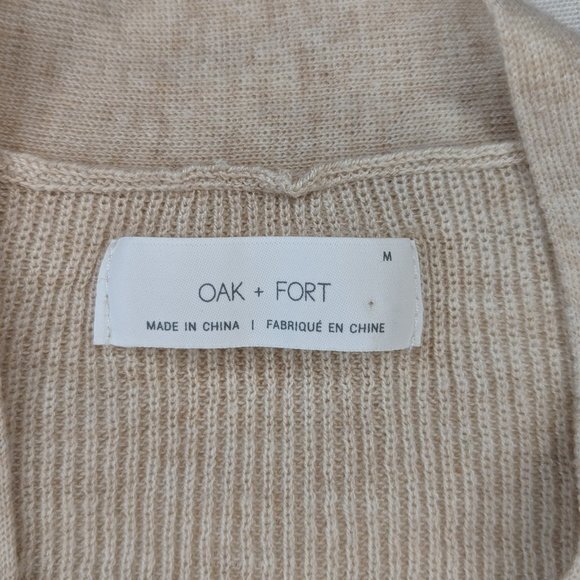 M
OAK + FORT
MADE IN CHINA | FABRIQUÉ EN CHINE